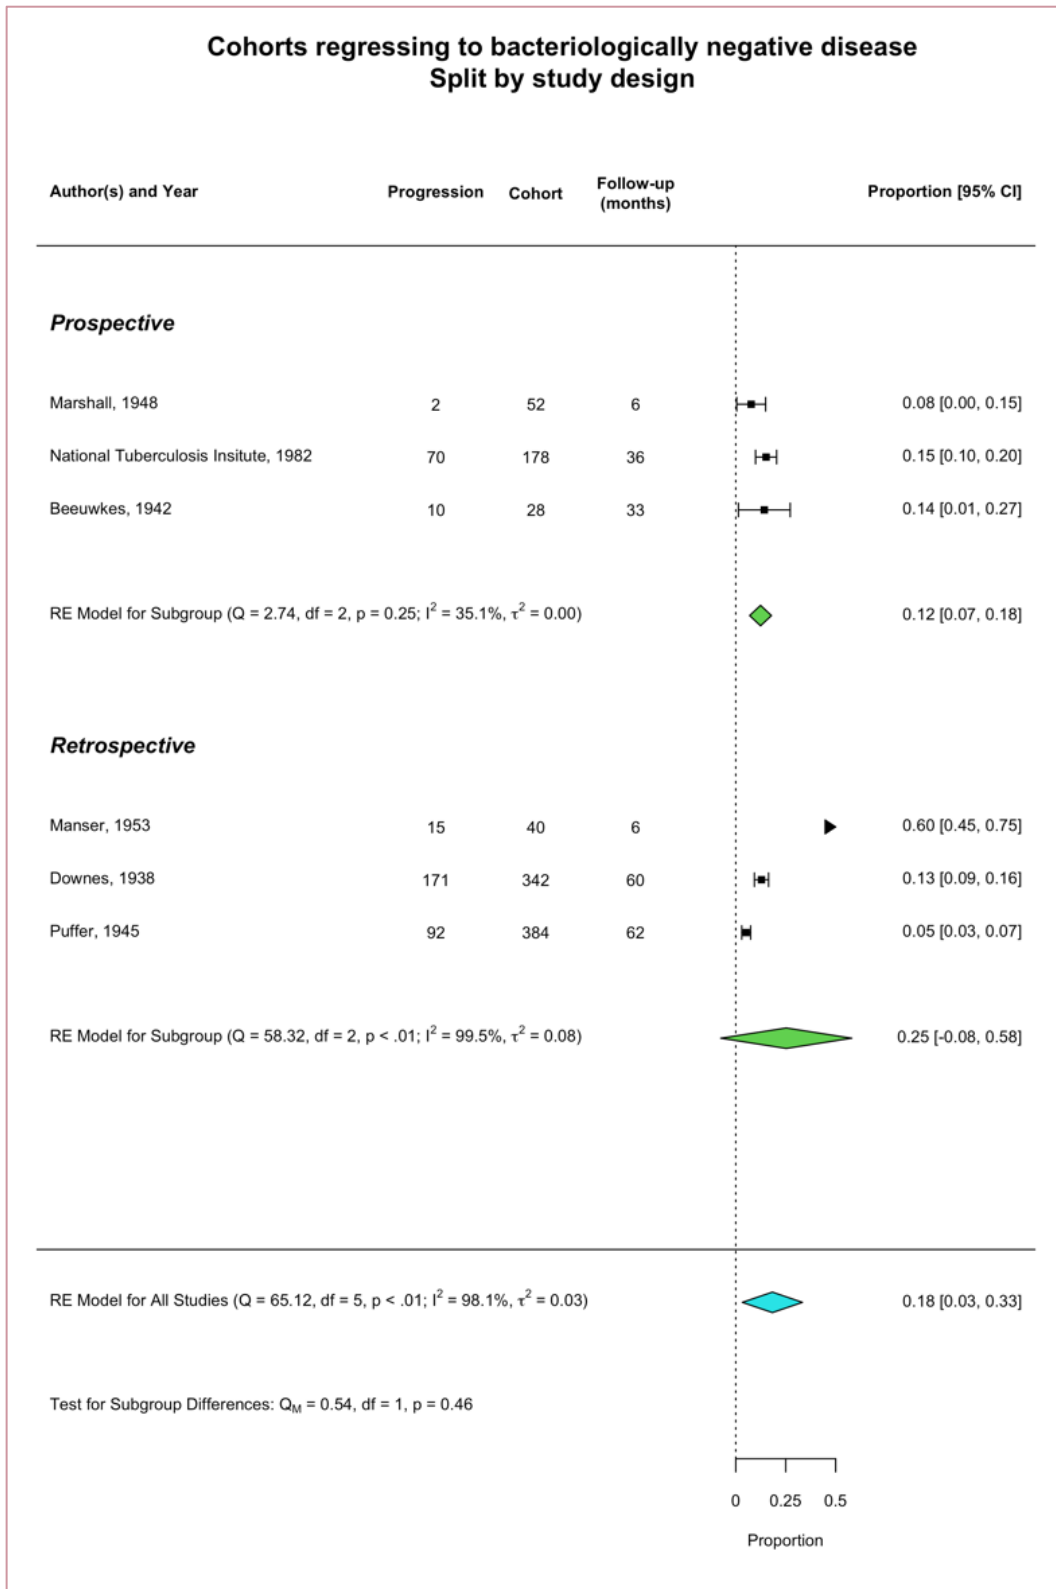 Cohorts regressing to bacteriologically negative disease
Split by study design
Author(s) and Year Progression Cohort Follow-up (months) Proportion [95% CI]
Prospective
Marshall, 1948 2 52 6 0.08 [0.00, 0.15]
National Tuberculosis Insitute, 1982 70 178 36 0.15 [0.10, 0.20]
Beeuwkes, 1942 10 28 33 0.14 [0.01, 0.27]
RE Model for Subgroup (Q = 2.74, df = 2, p = 0.25; I² = 35.1%, τ² = 0.00) 0.12 [0.07, 0.18]
Retrospective
Manser, 1953 15 40 6 0.60 [0.45, 0.75]
Downes, 1938 171 342 60 0.13 [0.09, 0.16]
Puffer, 1945 92 384 62 0.05 [0.03, 0.07]
RE Model for Subgroup (Q = 58.32, df = 2, p < .01; I² = 99.5%, τ² = 0.08) 0.25 [-0.08, 0.58]
RE Model for All Studies (Q = 65.12, df = 5, p < .01; I² = 98.1%, τ² = 0.03) 0.18 [0.03, 0.33]
Test for Subgroup Differences: Q_M = 0.54, df = 1, p = 0.46
0 0.25 0.5
Proportion